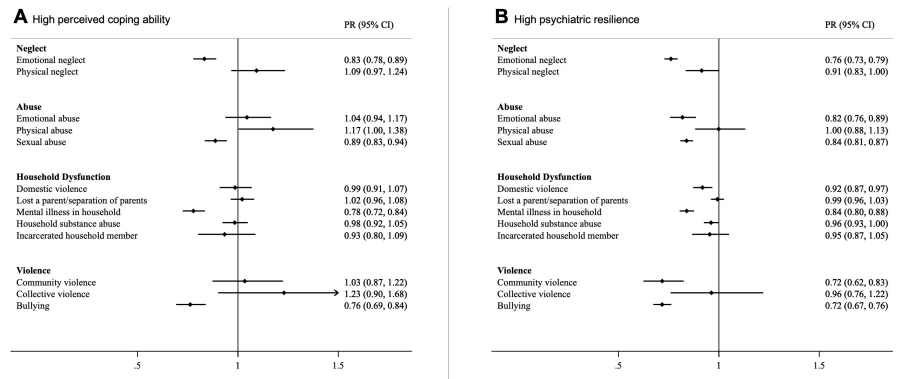 A High perceived coping ability
PR (95% CI)
Neglect
Emotional neglect 0.83 (0.78, 0.89)
Physical neglect 1.09 (0.97, 1.24)
Abuse
Emotional abuse 1.04 (0.94, 1.17)
Physical abuse 1.17 (1.00, 1.38)
Sexual abuse 0.89 (0.83, 0.94)
Household Dysfunction
Domestic violence 0.99 (0.91, 1.07)
Lost a parent/separation of parents 1.02 (0.96, 1.08)
Mental illness in household 0.78 (0.72, 0.84)
Household substance abuse 0.98 (0.92, 1.05)
Incarcerated household member 0.93 (0.80, 1.09)
Violence
Community violence 1.03 (0.87, 1.22)
Collective violence 1.23 (0.90, 1.68)
Bullying 0.76 (0.69, 0.84)
.5 1 1.5
B High psychiatric resilience
PR (95% CI)
Neglect
Emotional neglect 0.76 (0.73, 0.79)
Physical neglect 0.91 (0.83, 1.00)
Abuse
Emotional abuse 0.82 (0.76, 0.89)
Physical abuse 1.00 (0.88, 1.13)
Sexual abuse 0.84 (0.81, 0.87)
Household Dysfunction
Domestic violence 0.92 (0.87, 0.97)
Lost a parent/separation of parents 0.99 (0.96, 1.03)
Mental illness in household 0.84 (0.80, 0.88)
Household substance abuse 0.96 (0.93, 1.00)
Incarcerated household member 0.95 (0.87, 1.05)
Violence
Community violence 0.72 (0.62, 0.83)
Collective violence 0.96 (0.76, 1.22)
Bullying 0.72 (0.67, 0.76)
.5 1 1.5